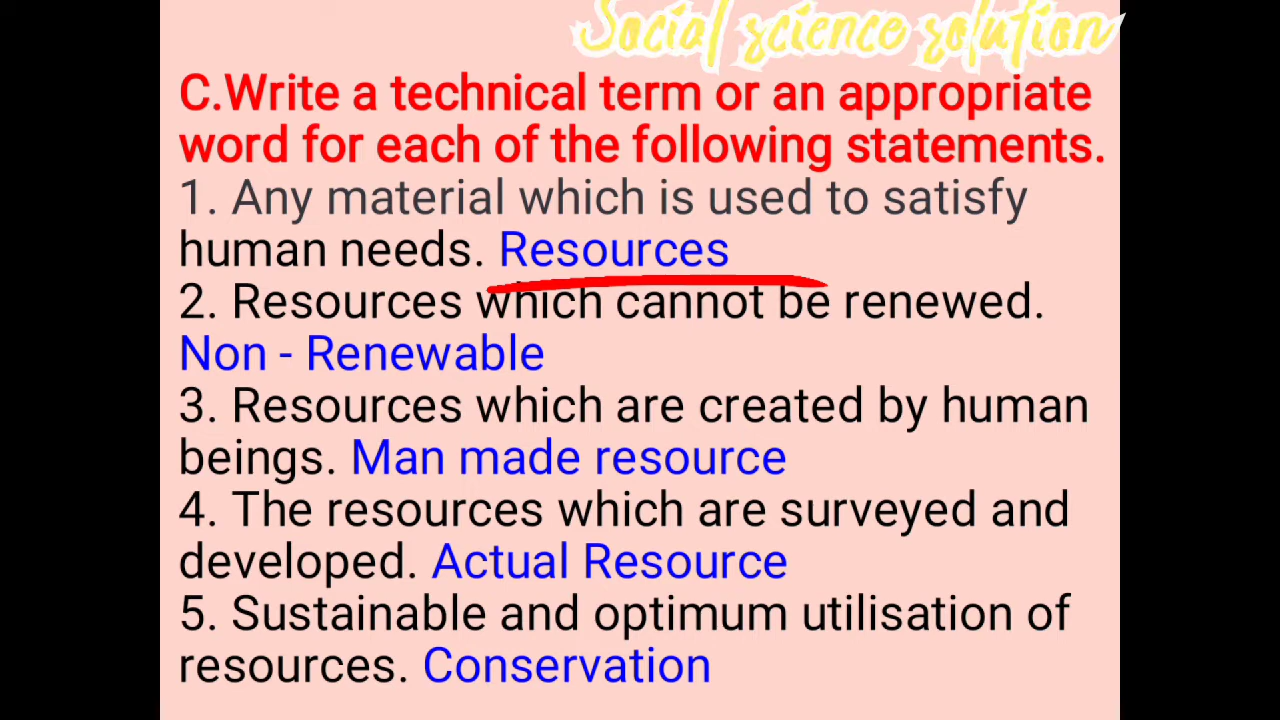 Social science solution
C.Write a technical term or an appropriate
word for each of the following statements.
1. Any material which is used to satisfy
human needs. Resources
2. Resources which cannot be renewed.
Non - Renewable
3. Resources which are created by human
beings. Man made resource
4. The resources which are surveyed and
developed. Actual Resource
5. Sustainable and optimum utilisation of
resources. Conservation